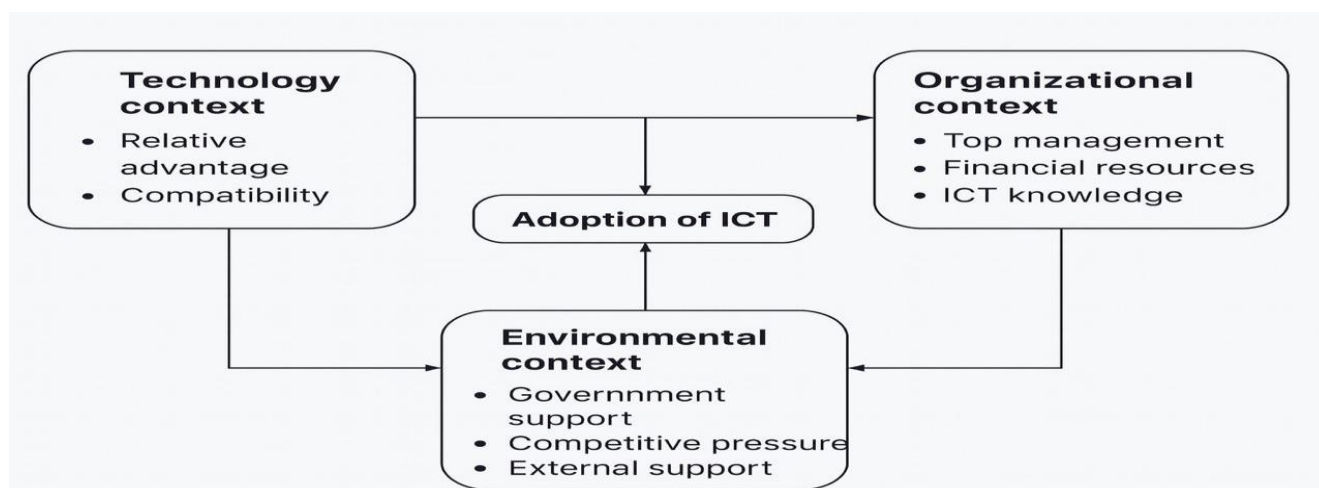 Technology
context
• Relative
advantage
• Compatibility
Organizational
context
• Top management
• Financial resources
• ICT knowledge
Adoption of ICT
Environmental
context
• Governnment
support
• Competitive pressure
• External support